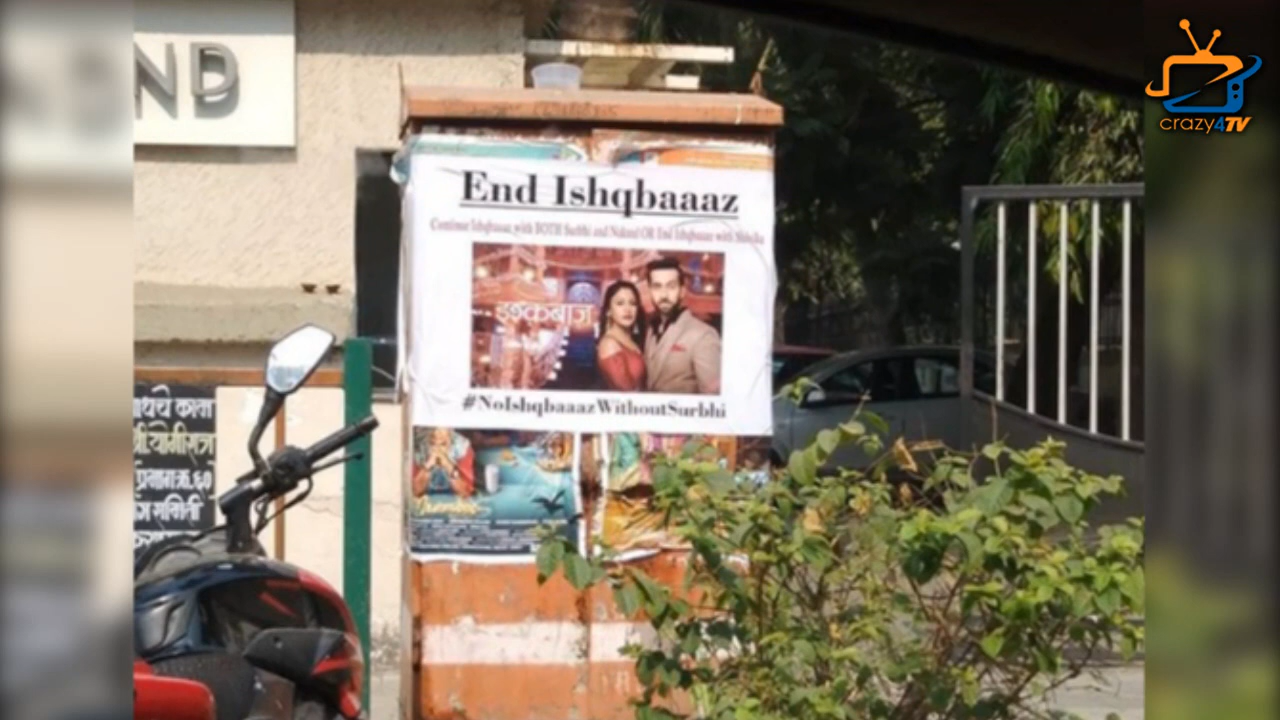 ND
crazy4TV
End Ishqbaaaz
Continue Ishqbaaaz with BOTH Surbhi and Nakuul OR End Ishqbaaaz with Shivika
इश्कबाज़
#NoIshqbaaazWithoutSurbhi